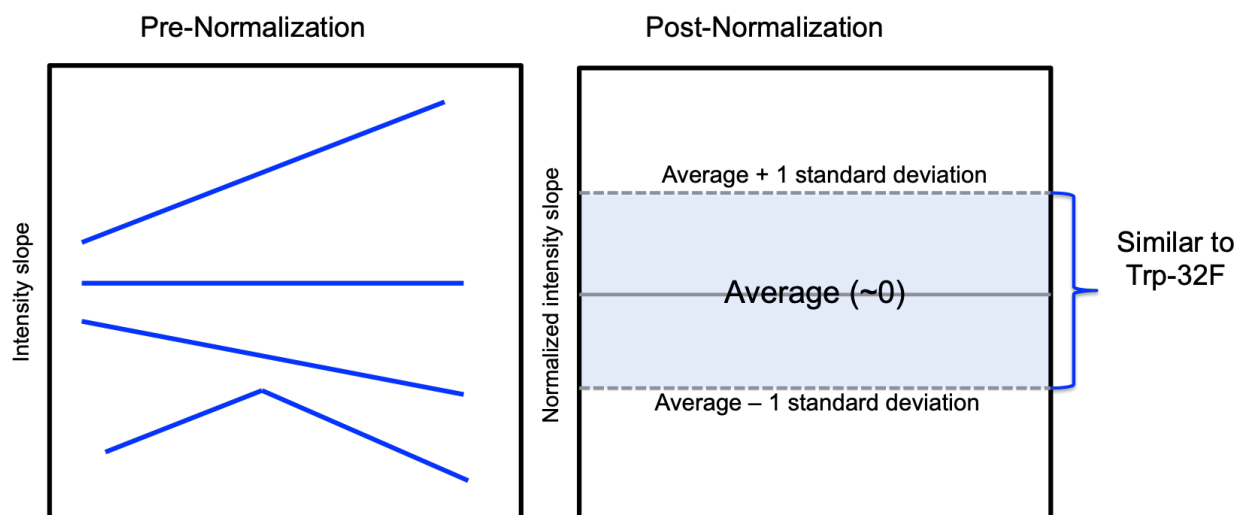 Pre-Normalization
Post-Normalization
Intensity slope
Normalized intensity slope
Average + 1 standard deviation
Average (~0)
Average – 1 standard deviation
Similar to
Trp-32F